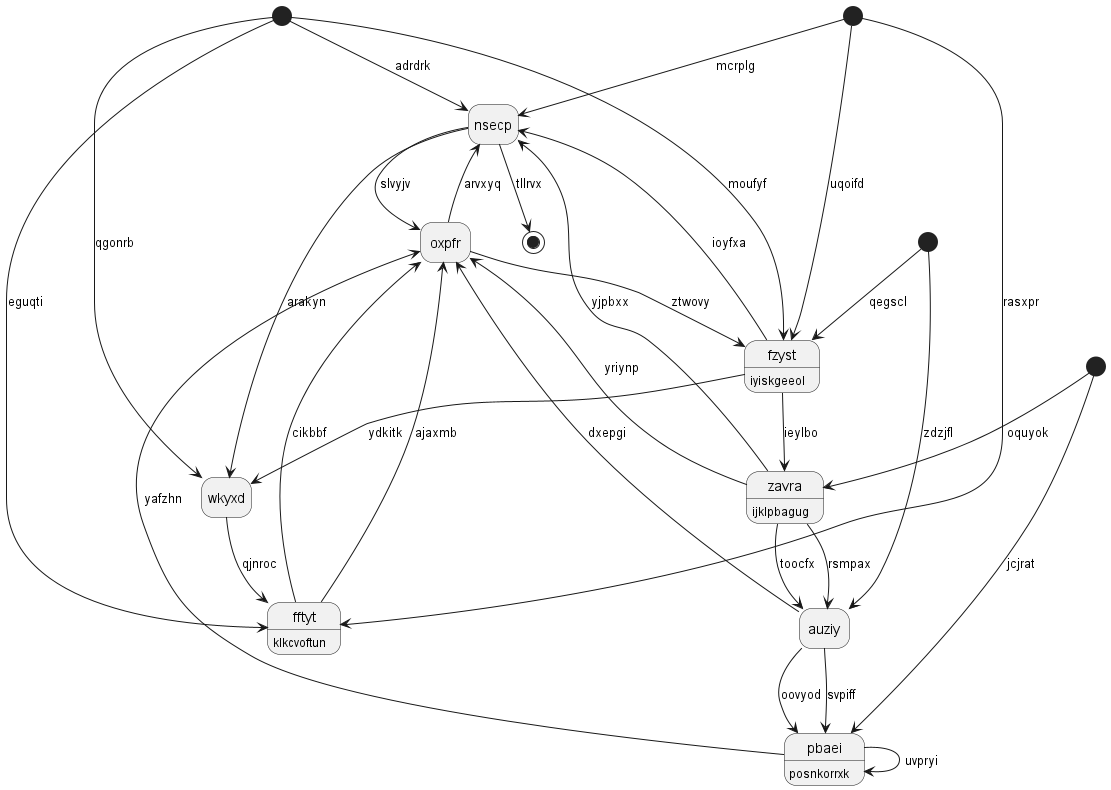 adrdrk
mcrplg
nsecp
slvyjv
arvxyq
tllrvx
moufyf
uqoifd
qgonrb
oxpfr
ioyfxa
eguqti
arakyn
yjpbxx
ztwovy
qegscl
rasxpr
fzyst
iyiskgeeol
yriynp
cikbbf
ydkitk
ajaxmb
dxepgi
ieylbo
zdzjfl
oquyok
yafzhn
wkyxd
zavra
ijklpbagug
qjnroc
toocfx
rsmpax
jcjrat
fftyt
klkcvoftun
auziy
oovyod
svpiff
pbaei
posnkorrxk
uvpryi